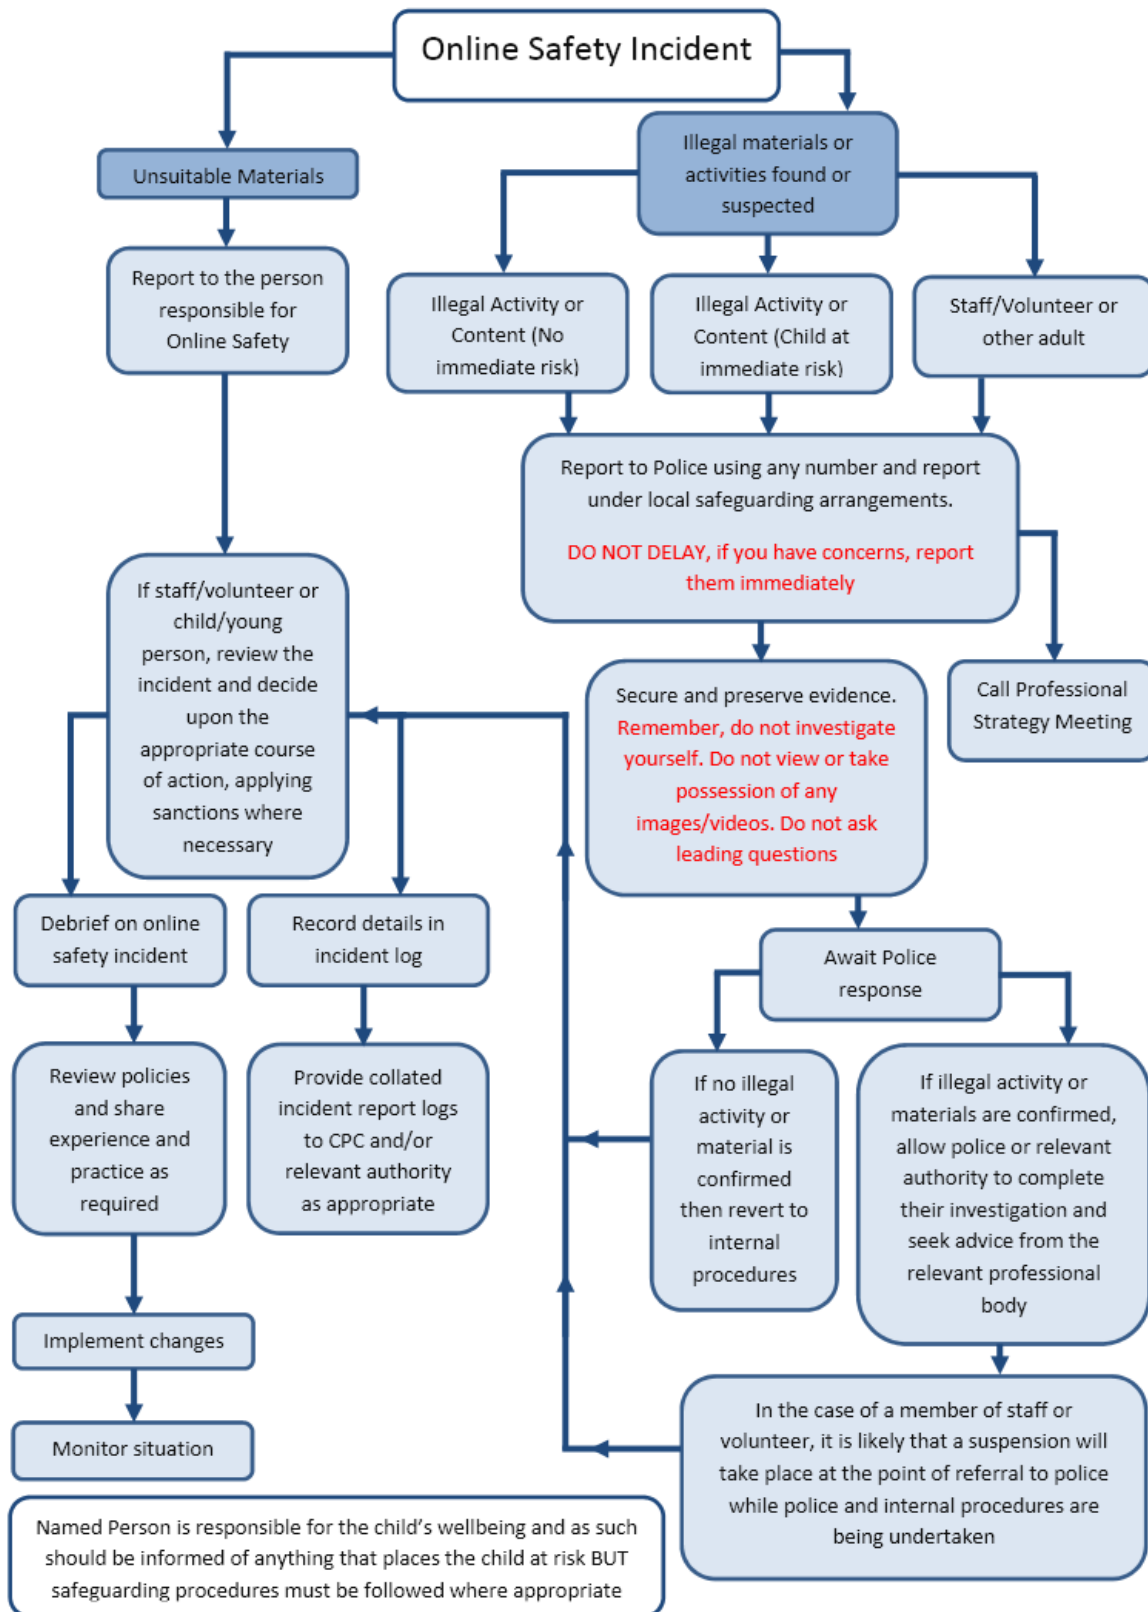 Online Safety Incident
Unsuitable Materials
Illegal materials or
activities found or
suspected
Report to the person
responsible for
Online Safety
Illegal Activity or
Content (No
immediate risk)
Illegal Activity or
Content (Child at
immediate risk)
Staff/Volunteer or
other adult
Report to Police using any number and report
under local safeguarding arrangements.
DO NOT DELAY, if you have concerns, report
them immediately
If staff/volunteer or
child/young
person, review the
incident and decide
upon the
appropriate course
of action, applying
sanctions where
necessary
Secure and preserve evidence.
Remember, do not investigate
yourself. Do not view or take
possession of any
images/videos. Do not ask
leading questions
Call Professional
Strategy Meeting
Debrief on online
safety incident
Record details in
incident log
Await Police
response
Review policies
and share
experience and
practice as
required
Provide collated
incident report logs
to CPC and/or
relevant authority
as appropriate
If no illegal
activity or
material is
confirmed
then revert to
internal
procedures
If illegal activity or
materials are confirmed,
allow police or relevant
authority to complete
their investigation and
seek advice from the
relevant professional
body
Implement changes
Monitor situation
In the case of a member of staff or
volunteer, it is likely that a suspension will
take place at the point of referral to police
while police and internal procedures are
being undertaken
Named Person is responsible for the child's wellbeing and as such
should be informed of anything that places the child at risk BUT
safeguarding procedures must be followed where appropriate